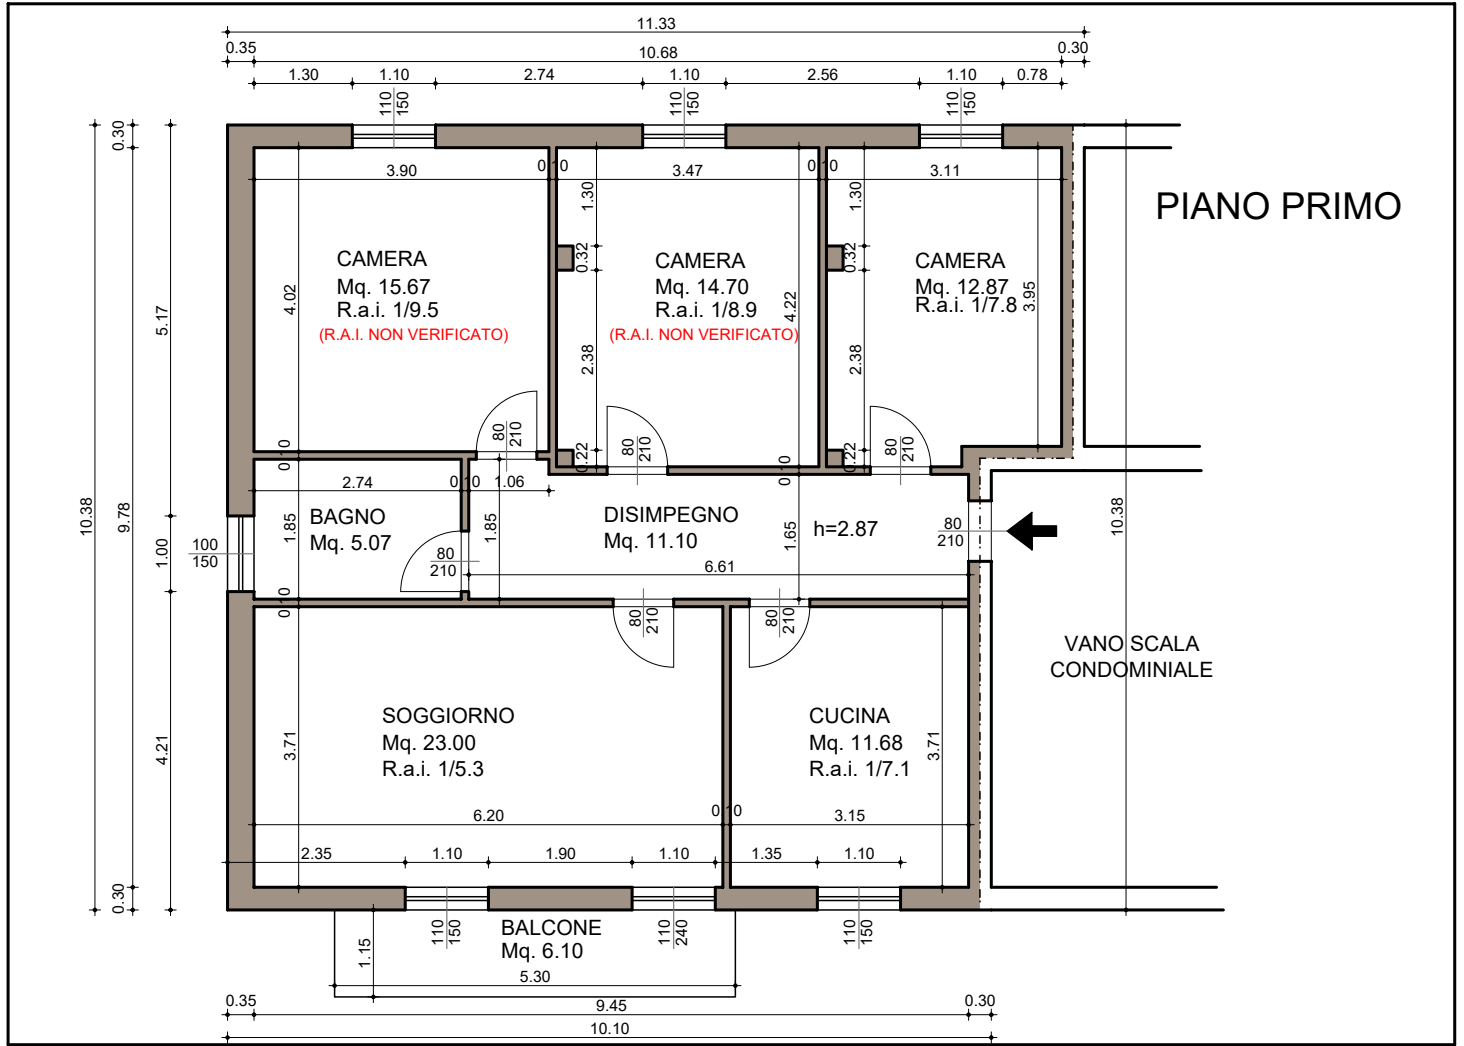 11.33
0.35 10.68 0.30
1.30 1.10 2.74 1.10 2.56 1.10 0.78
110 150 110 150 110 150
0.30
3.90 0.10 3.47 0.10 3.11
1.30 1.30
PIANO PRIMO
CAMERA
Mq. 15.67
R.a.i. 1/9.5
(R.A.I. NON VERIFICATO)
CAMERA
Mq. 14.70
R.a.i. 1/8.9
(R.A.I. NON VERIFICATO)
CAMERA
Mq. 12.87
R.a.i. 1/7.8
0.32 0.32
4.02 4.22 3.95
5.17
2.38 2.38
80 210 80 210 80 210
0.10 0.22 0.10 0.22
2.74 0.10 1.06
10.38 9.78 10.38
BAGNO
Mq. 5.07
1.85 1.85
DISIMPEGNO
Mq. 11.10
1.65
h=2.87
80
210
100
150
1.00
80
210
6.61
0.10
80 210 80 210
VANO SCALA
CONDOMINIALE
SOGGIORNO
Mq. 23.00
R.a.i. 1/5.3
CUCINA
Mq. 11.68
R.a.i. 1/7.1
4.21 3.71 3.71
6.20 0.10 3.15
2.35 1.10 1.90 1.10 1.35 1.10
0.30
110 150 110 240 110 150
BALCONE
Mq. 6.10
1.15
5.30
0.35 9.45 0.30
10.10